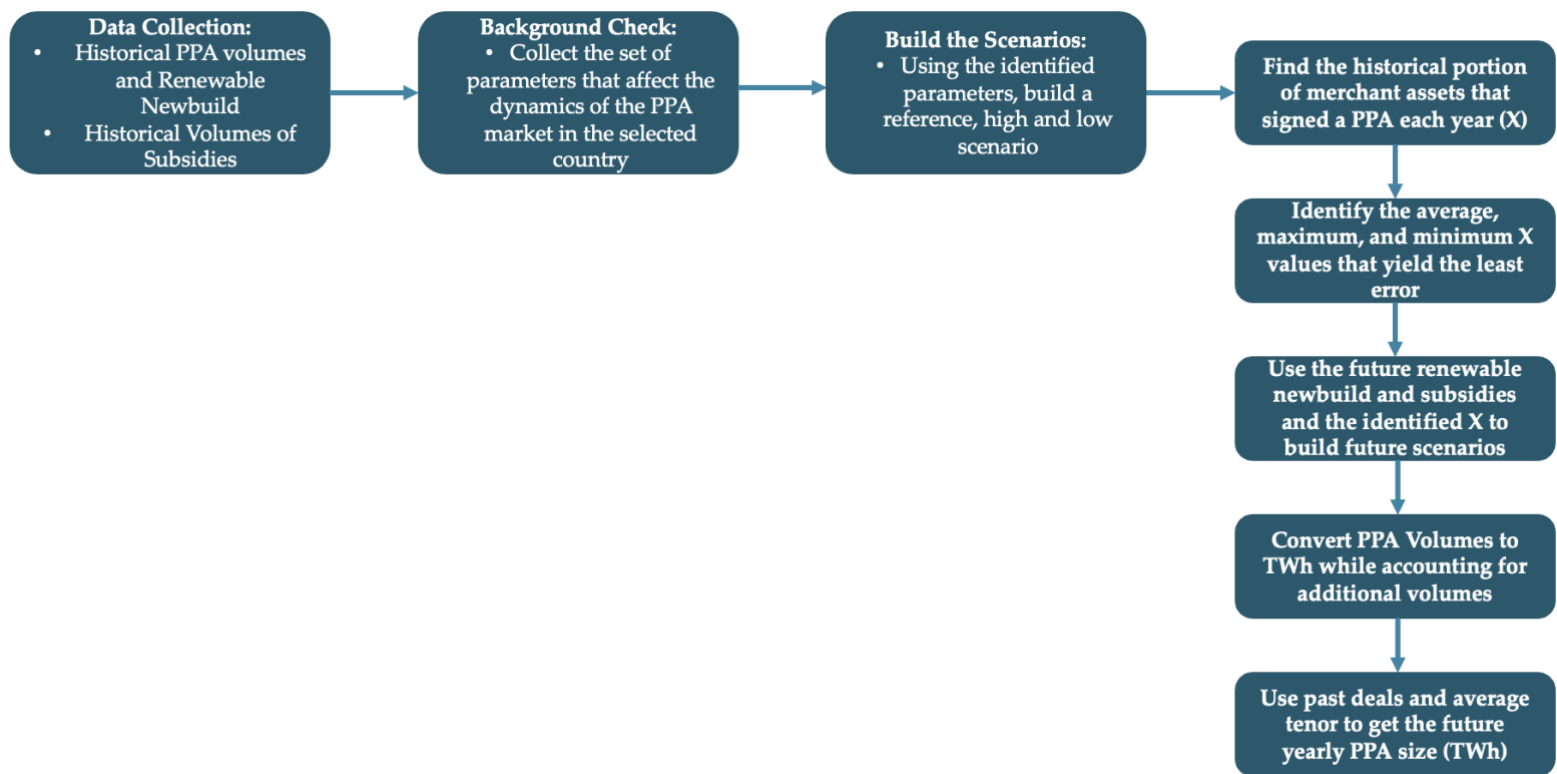 Data Collection:
• Historical PPA volumes
and Renewable
Newbuild
• Historical Volumes of
Subsidies
Background Check:
• Collect the set of
parameters that affect the
dynamics of the PPA
market in the selected
country
Build the Scenarios:
• Using the identified
parameters, build a
reference, high and low
scenario
Find the historical portion
of merchant assets that
signed a PPA each year (X)
Identify the average,
maximum, and minimum X
values that yield the least
error
Use the future renewable
newbuild and subsidies
and the identified X to
build future scenarios
Convert PPA Volumes to
TWh while accounting for
additional volumes
Use past deals and average
tenor to get the future
yearly PPA size (TWh)